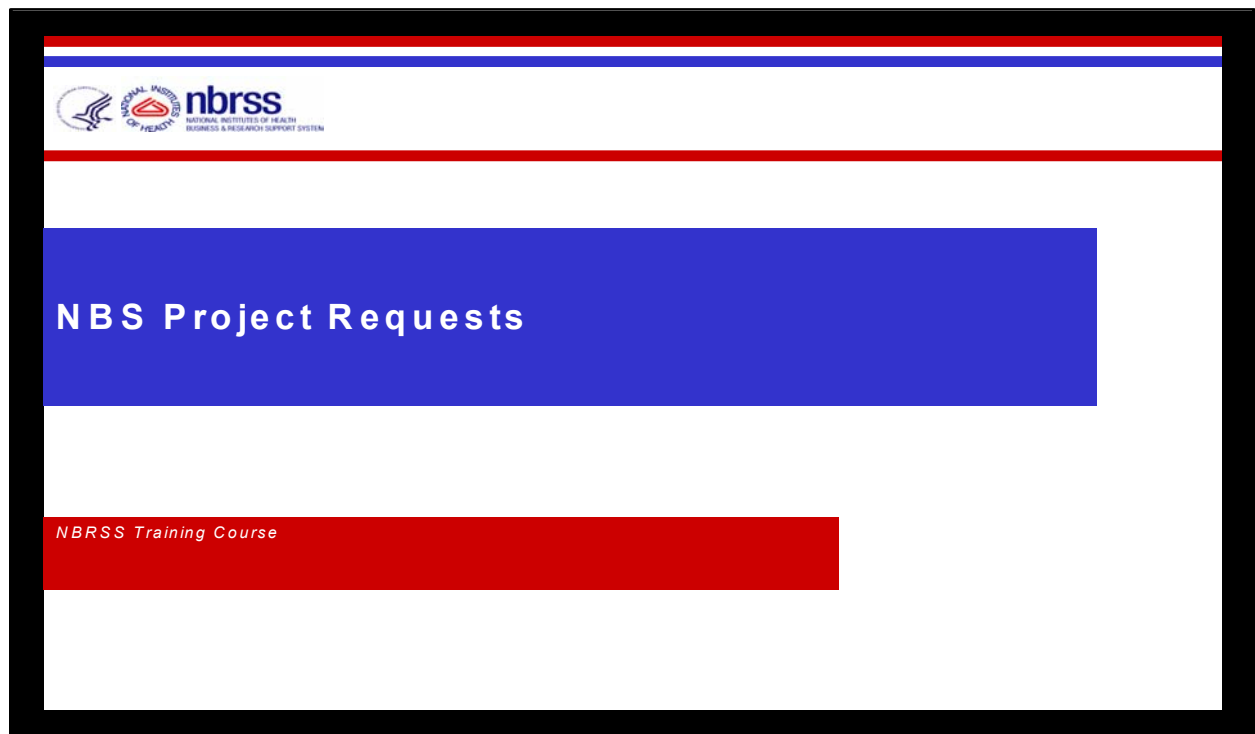 NATIONAL INSTITUTES OF HEALTH
nbrss
NATIONAL INSTITUTES OF HEALTH
BUSINESS & RESEARCH SUPPORT SYSTEM
NBS Project Requests
NBRSS Training Course